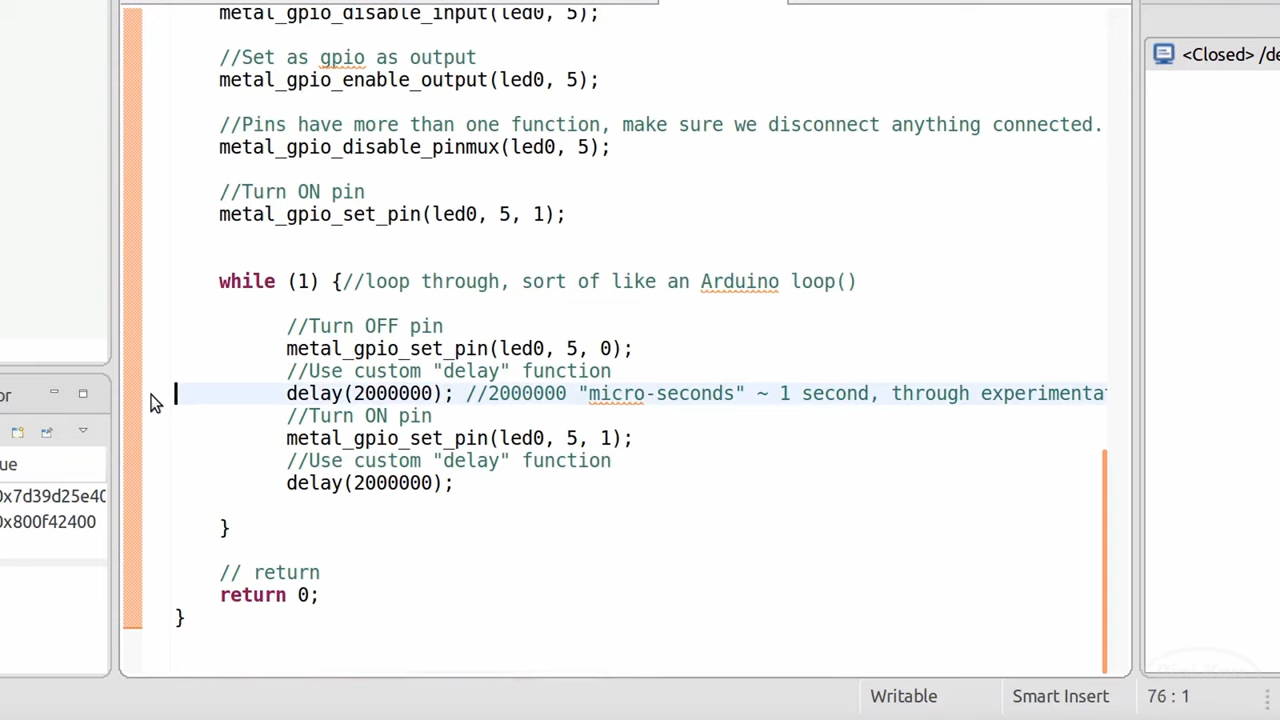 metal_gpio_disable_input(led0, 5);
//Set as gpio as output
metal_gpio_enable_output(led0, 5);
//Pins have more than one function, make sure we disconnect anything connected.
metal_gpio_disable_pinmux(led0, 5);
//Turn ON pin
metal_gpio_set_pin(led0, 5, 1);
while (1) {//loop through, sort of like an Arduino loop()
//Turn OFF pin
metal_gpio_set_pin(led0, 5, 0);
//Use custom "delay" function
delay(2000000); //2000000 "micro-seconds" ~ 1 second, through experimenta
//Turn ON pin
metal_gpio_set_pin(led0, 5, 1);
//Use custom "delay" function
delay(2000000);
}
// return
return 0;
}
or
ue
0x7d39d25e40
0x800f42400
<Closed> /de
Writable
Smart Insert
76 : 1